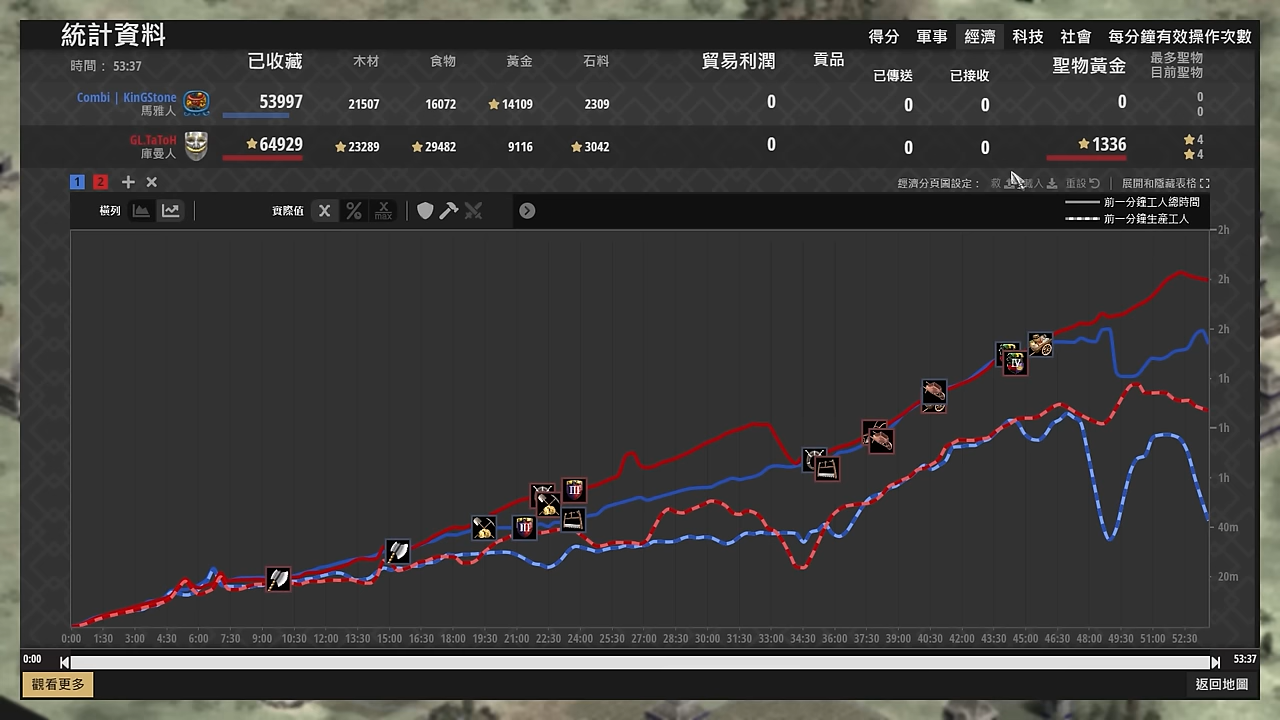 統計資料
得分 軍事 經濟 科技 社會 每分鐘有效操作次數
時間： 53:37
已收藏 木材 食物 黃金 石料 貿易利潤 貢品 已傳送 已接收 聖物黃金 最多聖物
目前聖物
Combi | KinGStone
馬雅人
53997 21507 16072 14109 2309 0 0 0 0 0
0
GL.TaToH
庫曼人
64929 23289 29482 9116 3042 0 0 0 1336 4
4
1 2
經濟分頁圖設定： 重設 | 展開和隱藏表格
橫列 實際值 X % X max
前一分鐘工人總時間
前一分鐘生產工人
2h
2h
2h
1h
1h
1h
40m
20m
III III IV
0:00 1:30 3:00 4:30 6:00 7:30 9:00 10:30 12:00 13:30 15:00 16:30 18:00 19:30 21:00 22:30 24:00 25:30 27:00 28:30 30:00 31:30 33:00 34:30 36:00 37:30 39:00 40:30 42:00 43:30 45:00 46:30 48:00 49:30 51:00 52:30
0:00 53:37
觀看更多 返回地圖